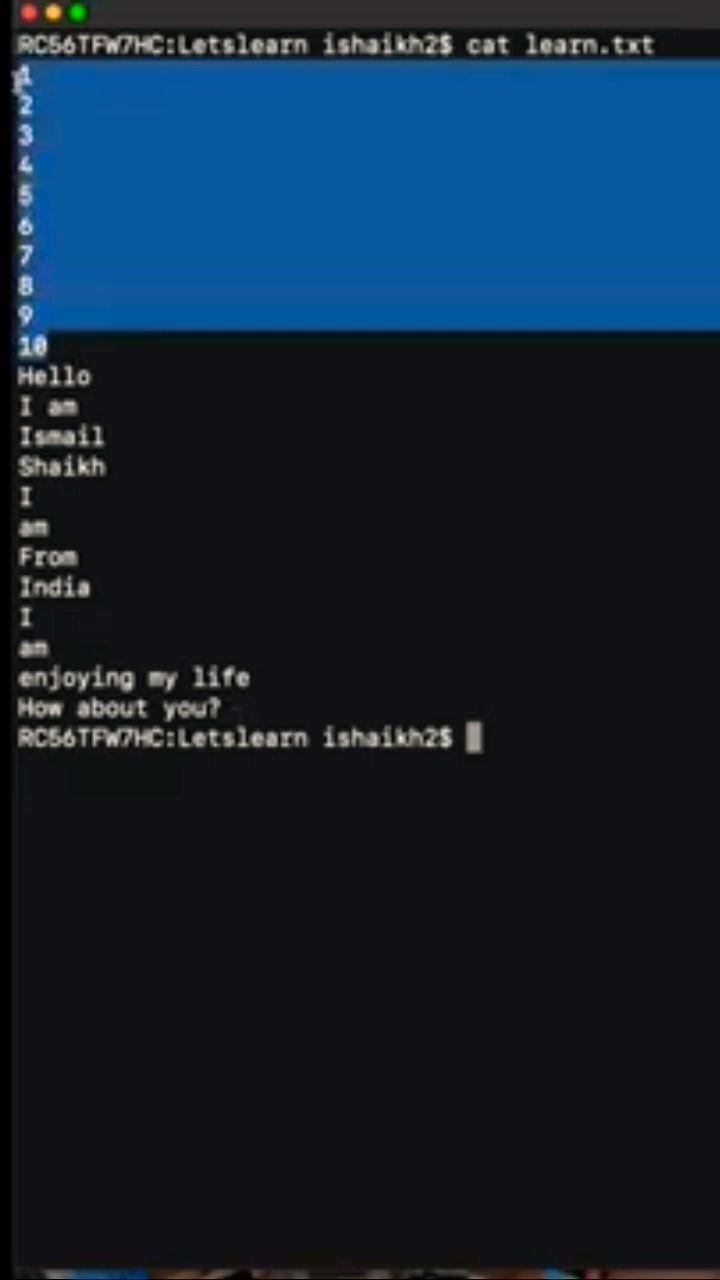 RC56TFW7HC:Letslearn ishaikh2$ cat learn.txt
1
2
3
4
5
6
7
8
9
10
Hello
I am
Ismail
Shaikh
I
am
From
India
I
am
enjoying my life
How about you?
RC56TFW7HC:Letslearn ishaikh2$